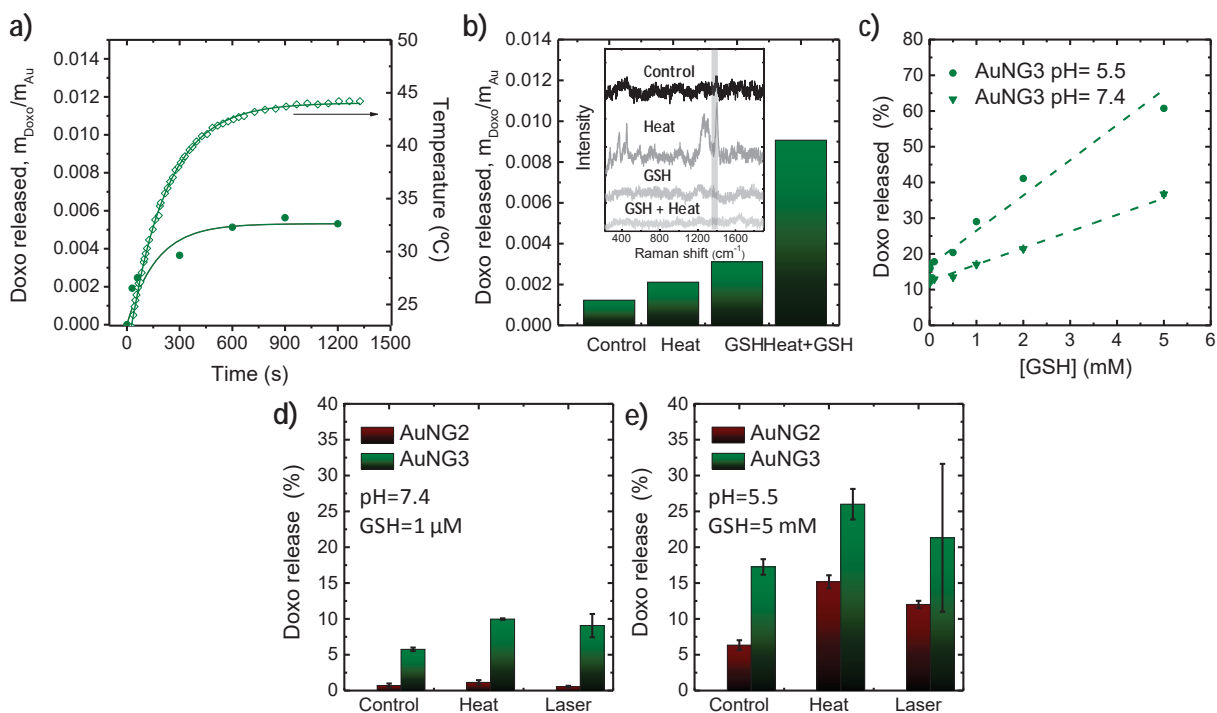 a)
Doxo released, mDoxo/mAu
0.014
0.012
0.010
0.008
0.006
0.004
0.002
0.000
0 300 600 900 1200 1500
Time (s)
50
45
40
35
30
25
Temperature (ºC)
b)
Doxo released, mDoxo/mAu
0.014
0.012
0.010
0.008
0.006
0.004
0.002
0.000
Intensity
Control
Heat
GSH
GSH + Heat
400 800 1200 1600
Raman shift (cm-1)
Control Heat GSH Heat+GSH
c)
Doxo released (%)
80
70
60
50
40
30
20
10
0
AuNG3 pH= 5.5
AuNG3 pH= 7.4
0 1 2 3 4 5 6
[GSH] (mM)
d)
Doxo release (%)
40
35
30
25
20
15
10
5
0
AuNG2
AuNG3
pH=7.4
GSH=1 µM
Control Heat Laser
e)
Doxo release (%)
40
35
30
25
20
15
10
5
0
AuNG2
AuNG3
pH=5.5
GSH=5 mM
Control Heat Laser